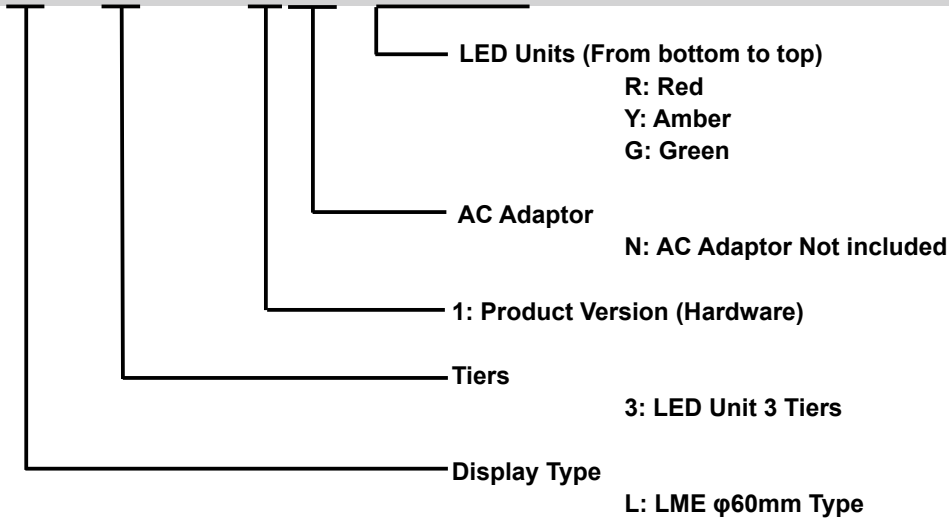 LED Units (From bottom to top)
R: Red
Y: Amber
G: Green
AC Adaptor
N: AC Adaptor Not included
1: Product Version (Hardware)
Tiers
3: LED Unit 3 Tiers
Display Type
L: LME φ60mm Type